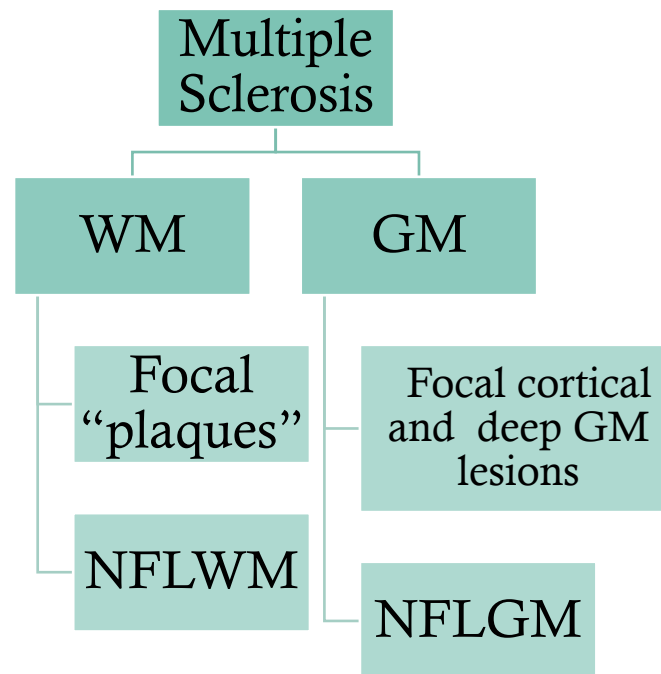 Multiple
Sclerosis
WM
GM
Focal
“plaques”
NFLWM
Focal cortical
and deep GM
lesions
NFLGM